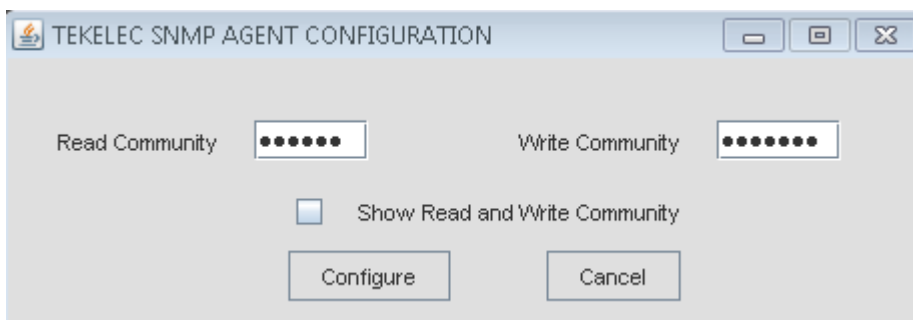 TEKELEC SNMP AGENT CONFIGURATION
Read Community ●●●●●● Write Community ●●●●●●●
Show Read and Write Community
Configure Cancel